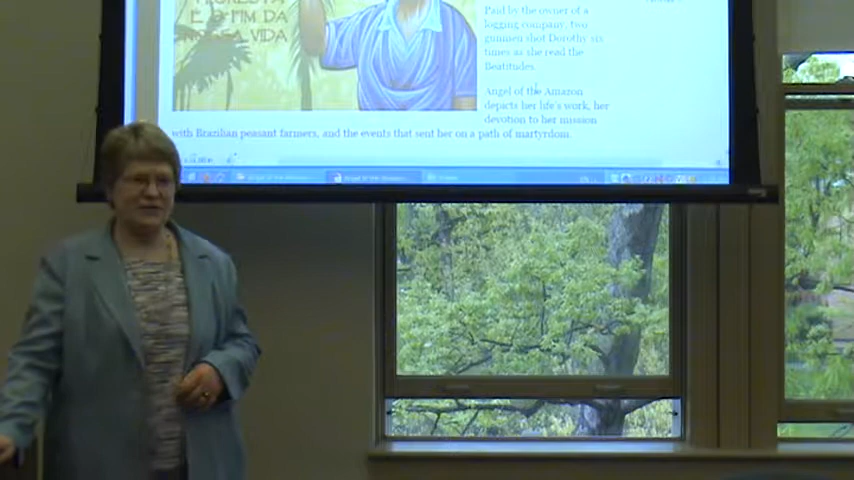 FLORESTA
É O FIM DA
NOSSA VIDA
Paid by the owner of a
logging company, two
gunmen shot Dorothy six
times as she read the
Beatitudes.
Angel of the Amazon
depicts her life's work, her
devotion to her mission
with Brazilian peasant farmers, and the events that sent her on a path of martyrdom.